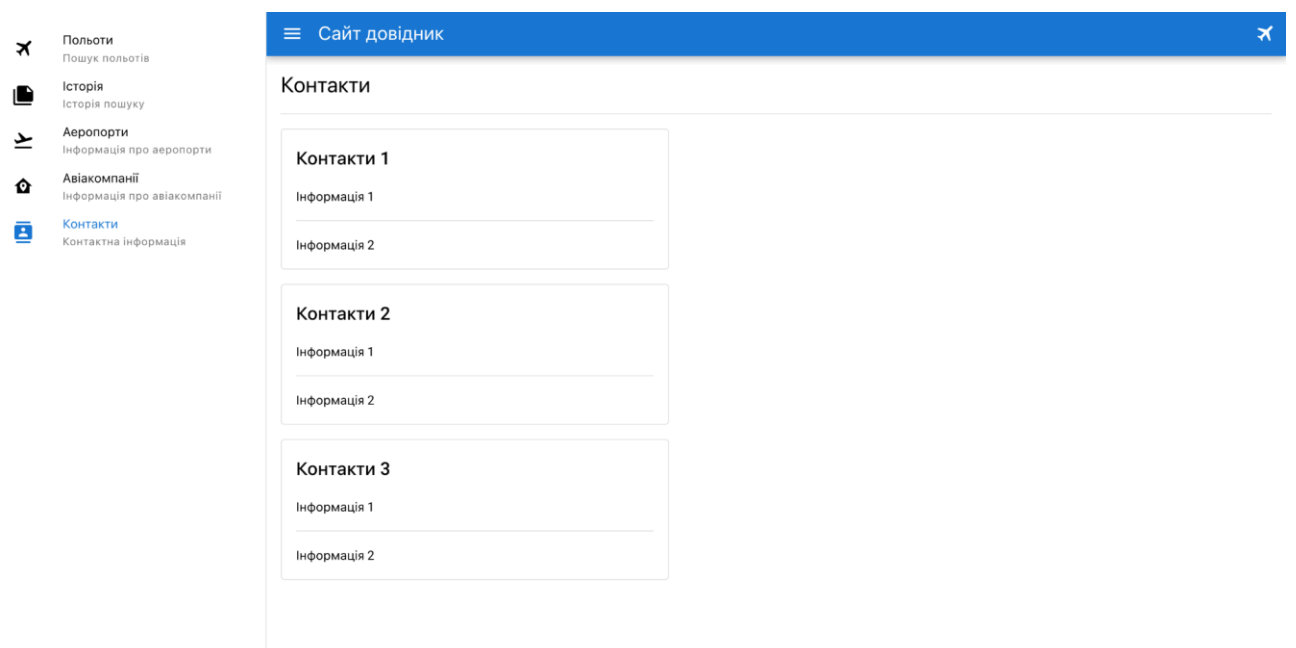 Польоти
Пошук польотів
Історія
Історія пошуку
Аеропорти
Інформація про аеропорти
Авіакомпанії
Інформація про авіакомпанії
Контакти
Контактна інформація
Сайт довідник
Контакти
Контакти 1
Інформація 1
Інформація 2
Контакти 2
Інформація 1
Інформація 2
Контакти 3
Інформація 1
Інформація 2